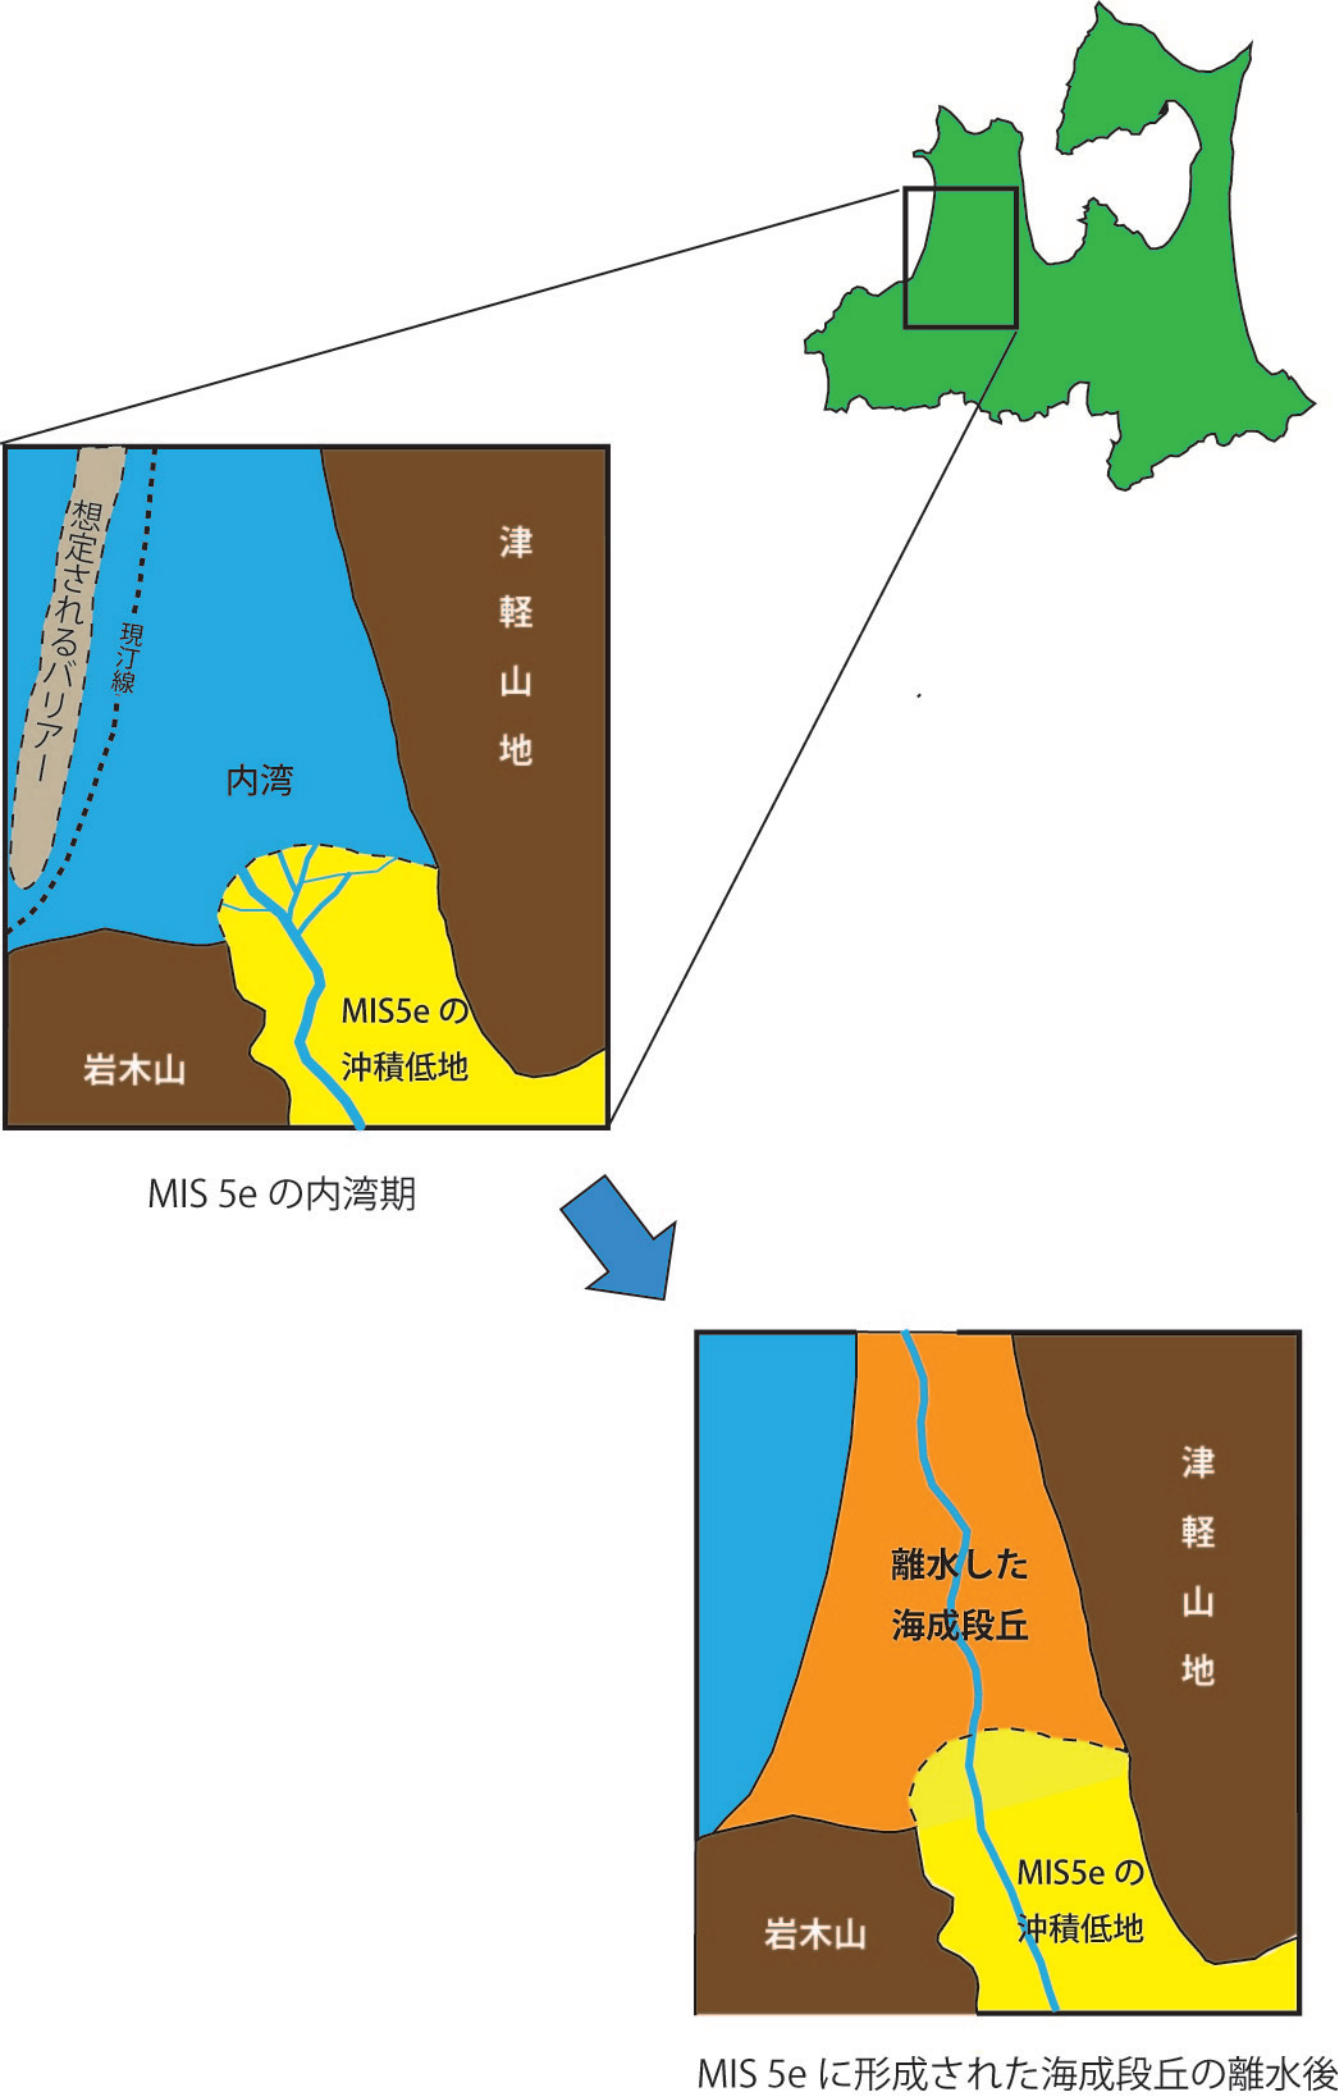 想定されるバリアー
現汀線
津軽山地
内湾
MIS5e の
沖積低地
岩木山
MIS 5e の内湾期
津軽山地
離水した
海成段丘
MIS5e の
沖積低地
岩木山
MIS 5e に形成された海成段丘の離水後